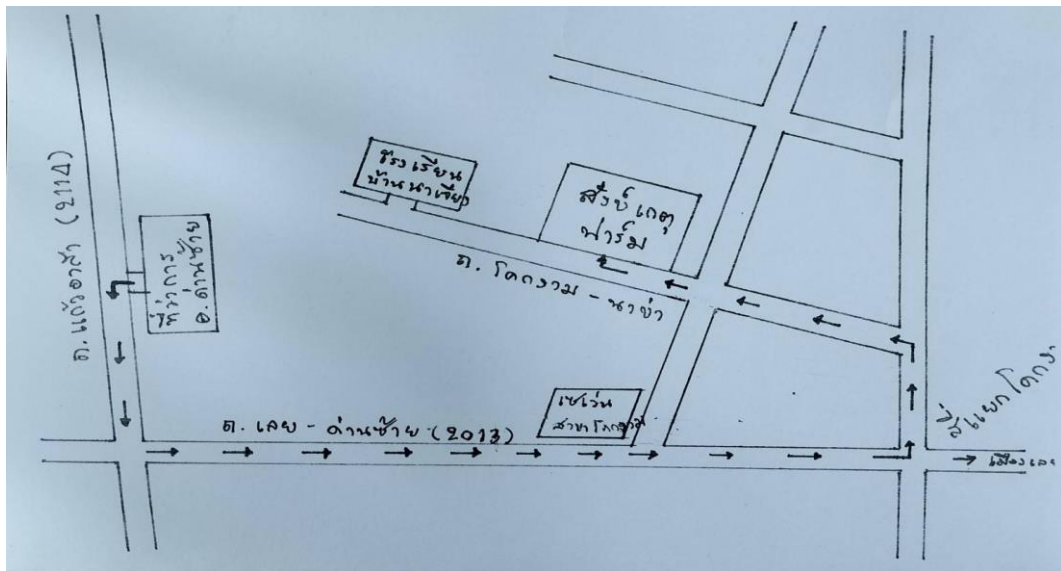 โรงเรียน
บ้านนาเจียง
สังข์เกตุ
ฟาร์ม
ถ. แก้วอาสา (2114)
ที่ว่าการ
อ. ด่านซ้าย
ถ. โคกงาม - นาข่า
เซเว่น
สาขาโคกงาม
ถ. เลย - ด่านซ้าย (2013)
สี่แยกโคกงา
เมืองเลย